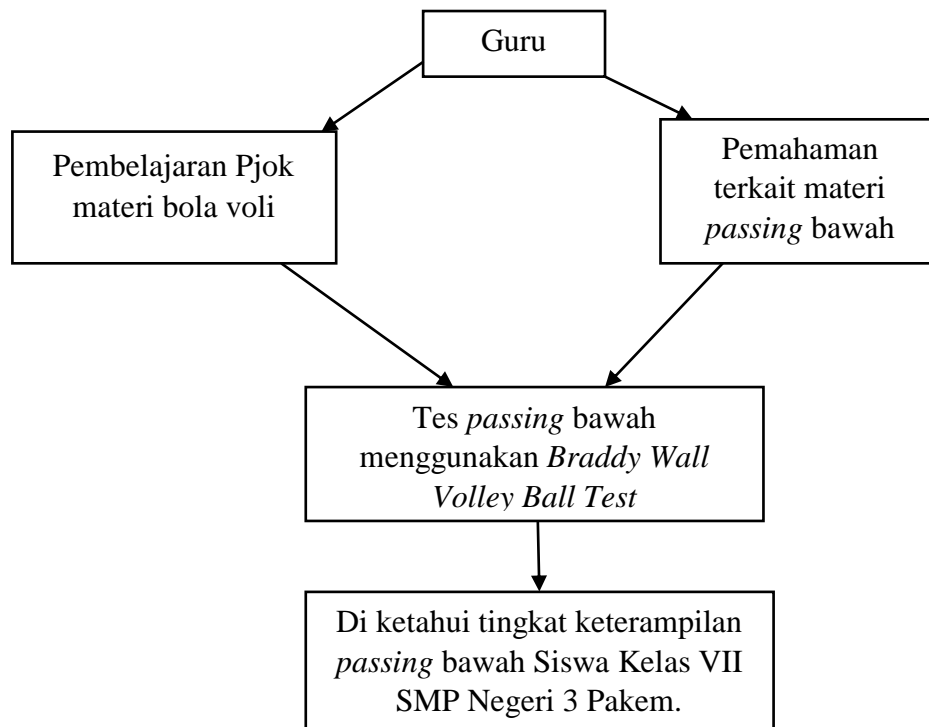 Guru
Pembelajaran Pjok
materi bola voli
Pemahaman
terkait materi
passing bawah
Tes passing bawah
menggunakan Braddy Wall
Volley Ball Test
Di ketahui tingkat keterampilan
passing bawah Siswa Kelas VII
SMP Negeri 3 Pakem.